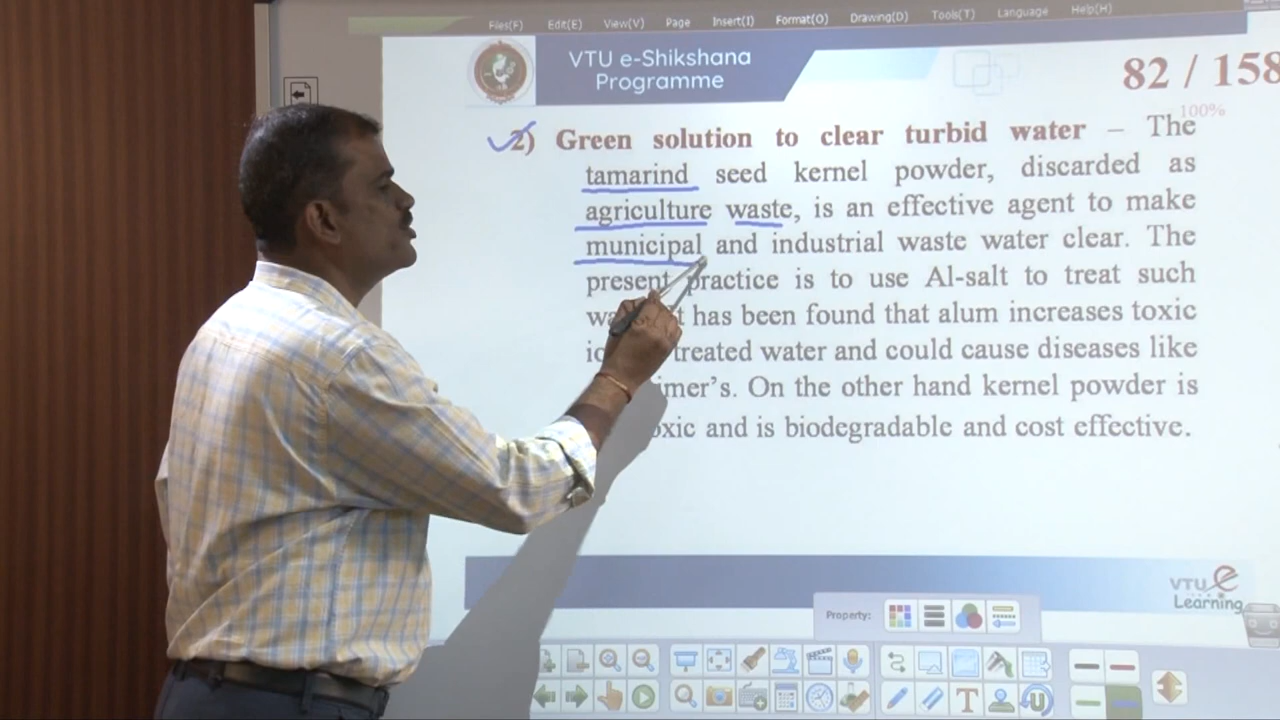 Files(F) Edit(E) View(V) Page Insert(I) Format(O) Drawing(D) Tools(T) Language Help(H)
VTU e-Shikshana
Programme
82 / 158
100%
2) Green solution to clear turbid water – The
tamarind seed kernel powder, discarded as
agriculture waste, is an effective agent to make
municipal and industrial waste water clear. The
present practice is to use Al-salt to treat such
has been found that alum increases toxic
treated water and could cause diseases like
imer's. On the other hand kernel powder is
oxic and is biodegradable and cost effective.
VTU e
Learning
Property: